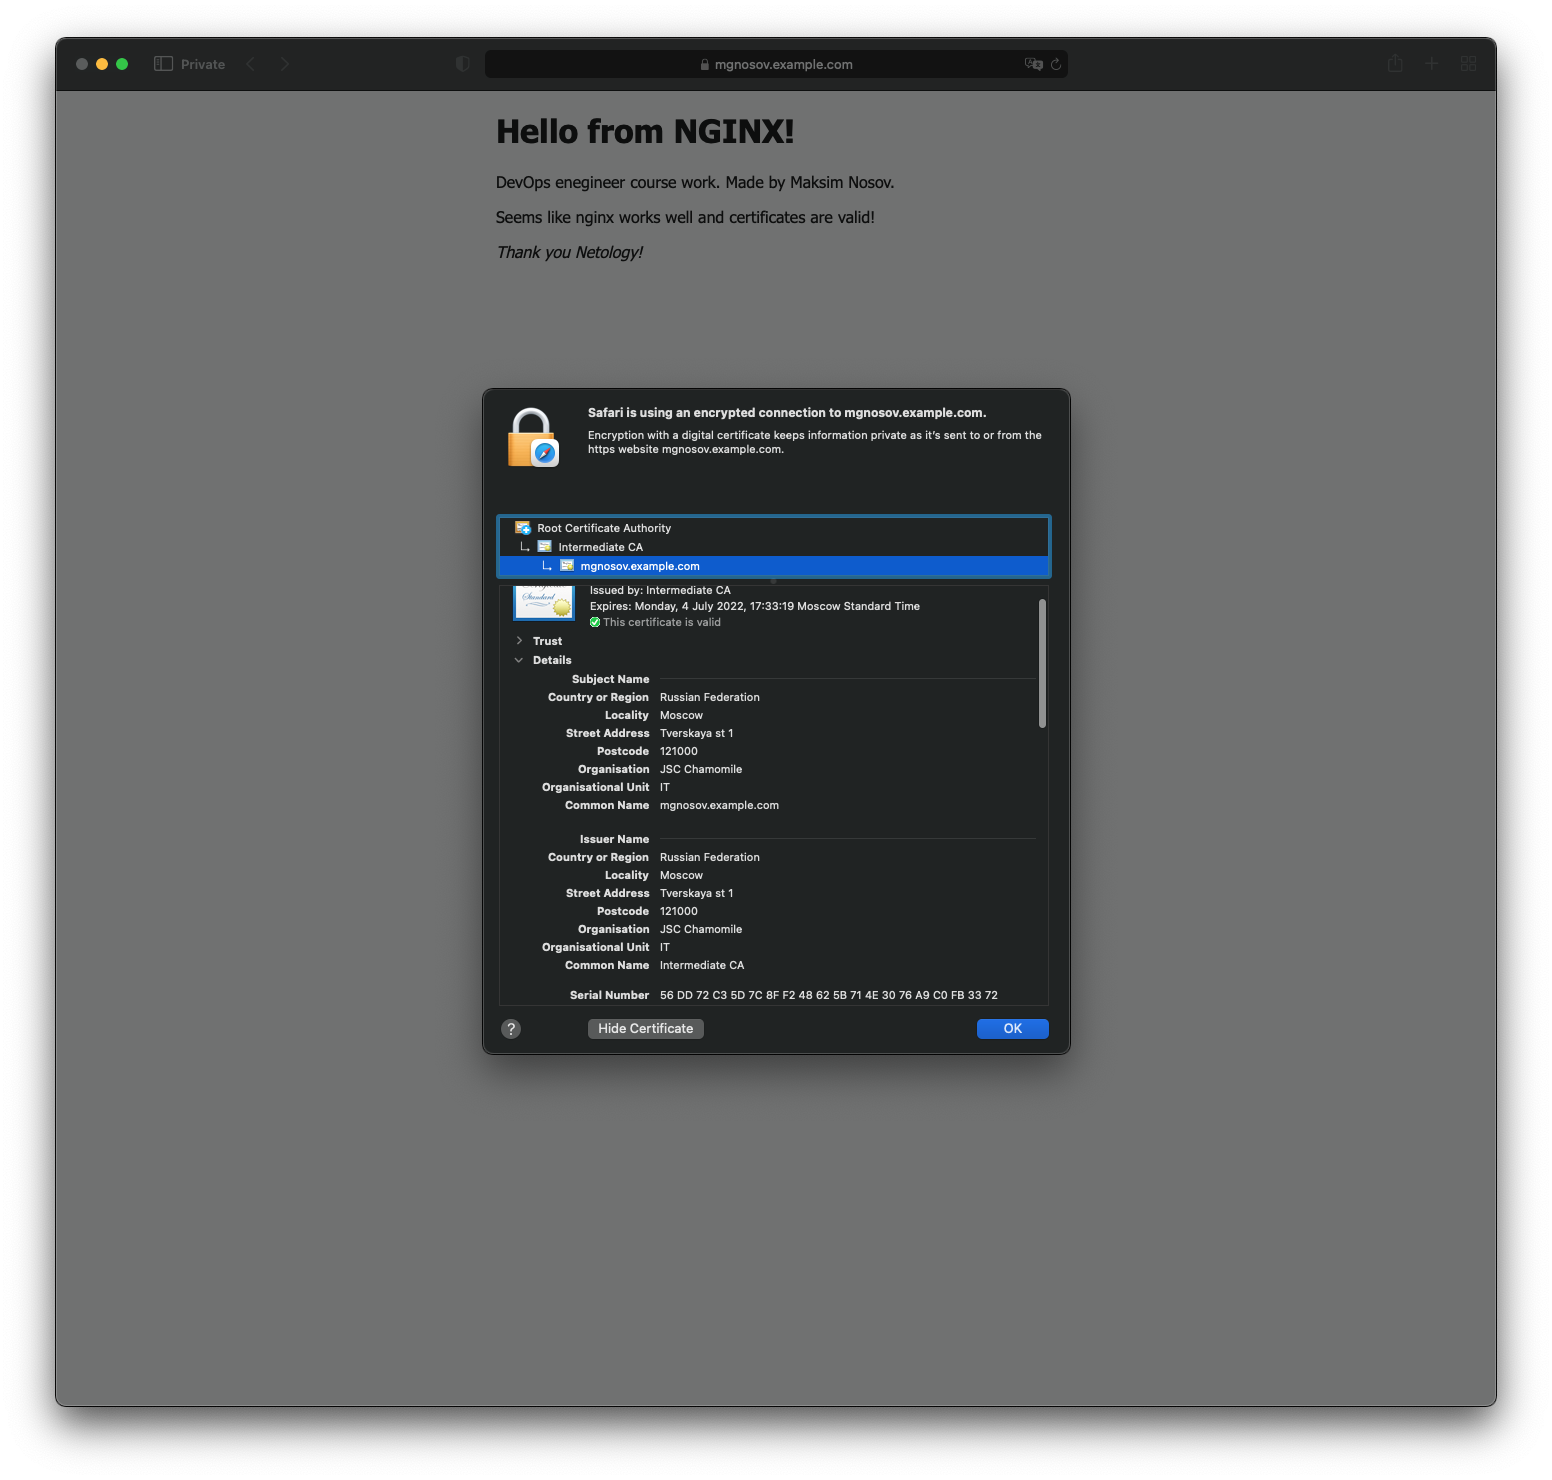 Private
mgnosov.example.com
Hello from NGINX!
DevOps enegineer course work. Made by Maksim Nosov.
Seems like nginx works well and certificates are valid!
Thank you Netology!
Safari is using an encrypted connection to mgnosov.example.com.
Encryption with a digital certificate keeps information private as it’s sent to or from the
https website mgnosov.example.com.
Root Certificate Authority
Intermediate CA
mgnosov.example.com
Standard
Issued by: Intermediate CA
Expires: Monday, 4 July 2022, 17:33:19 Moscow Standard Time
This certificate is valid
Trust
Details
Subject Name
Country or Region Russian Federation
Locality Moscow
Street Address Tverskaya st 1
Postcode 121000
Organisation JSC Chamomile
Organisational Unit IT
Common Name mgnosov.example.com
Issuer Name
Country or Region Russian Federation
Locality Moscow
Street Address Tverskaya st 1
Postcode 121000
Organisation JSC Chamomile
Organisational Unit IT
Common Name Intermediate CA
Serial Number 56 DD 72 C3 5D 7C 8F F2 48 62 5B 71 4E 30 76 A9 C0 FB 33 72
? Hide Certificate OK